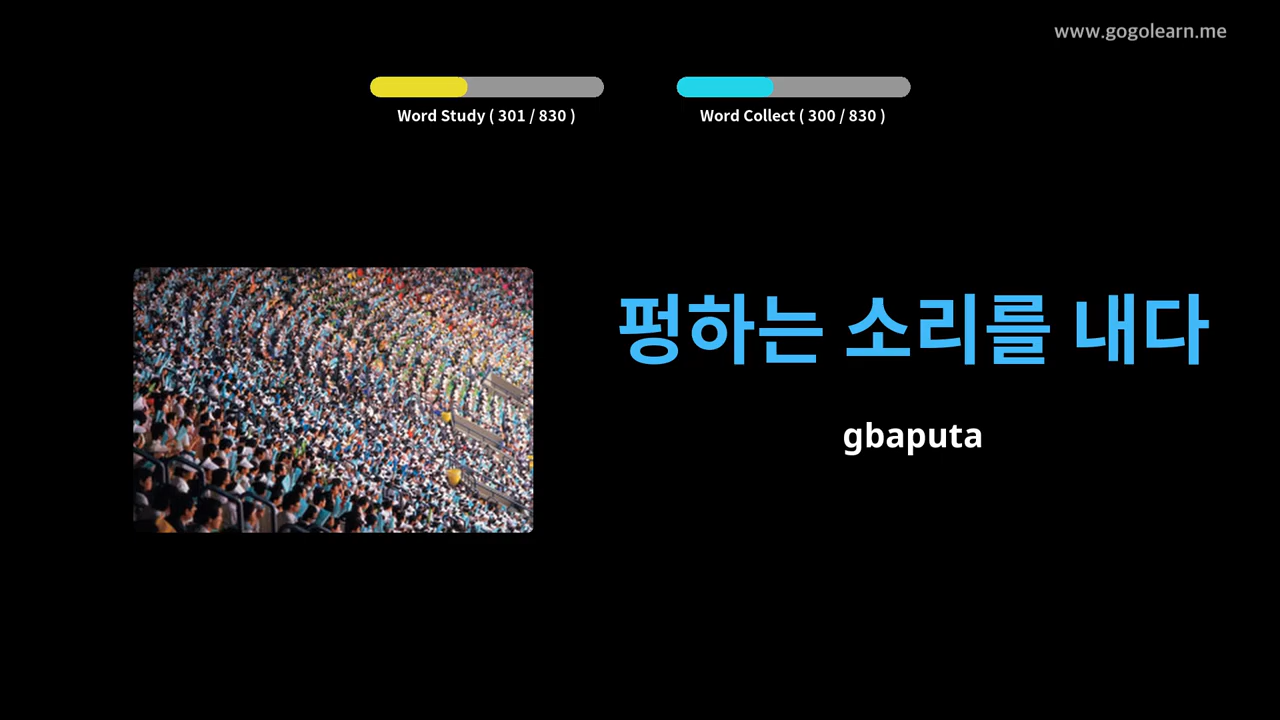 www.gogolearn.me
Word Study ( 301 / 830 )
Word Collect ( 300 / 830 )
펑하는 소리를 내다
gbaputa